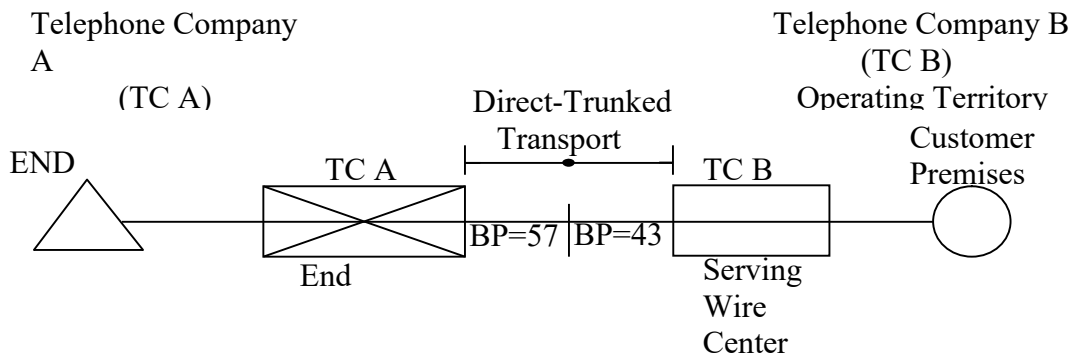 Telephone Company
A
(TC A)
Telephone Company B
(TC B)
Operating Territory
Direct-Trunked
Transport
Customer
Premises
END
TC A
TC B
BP=57
BP=43
End
Serving
Wire
Center